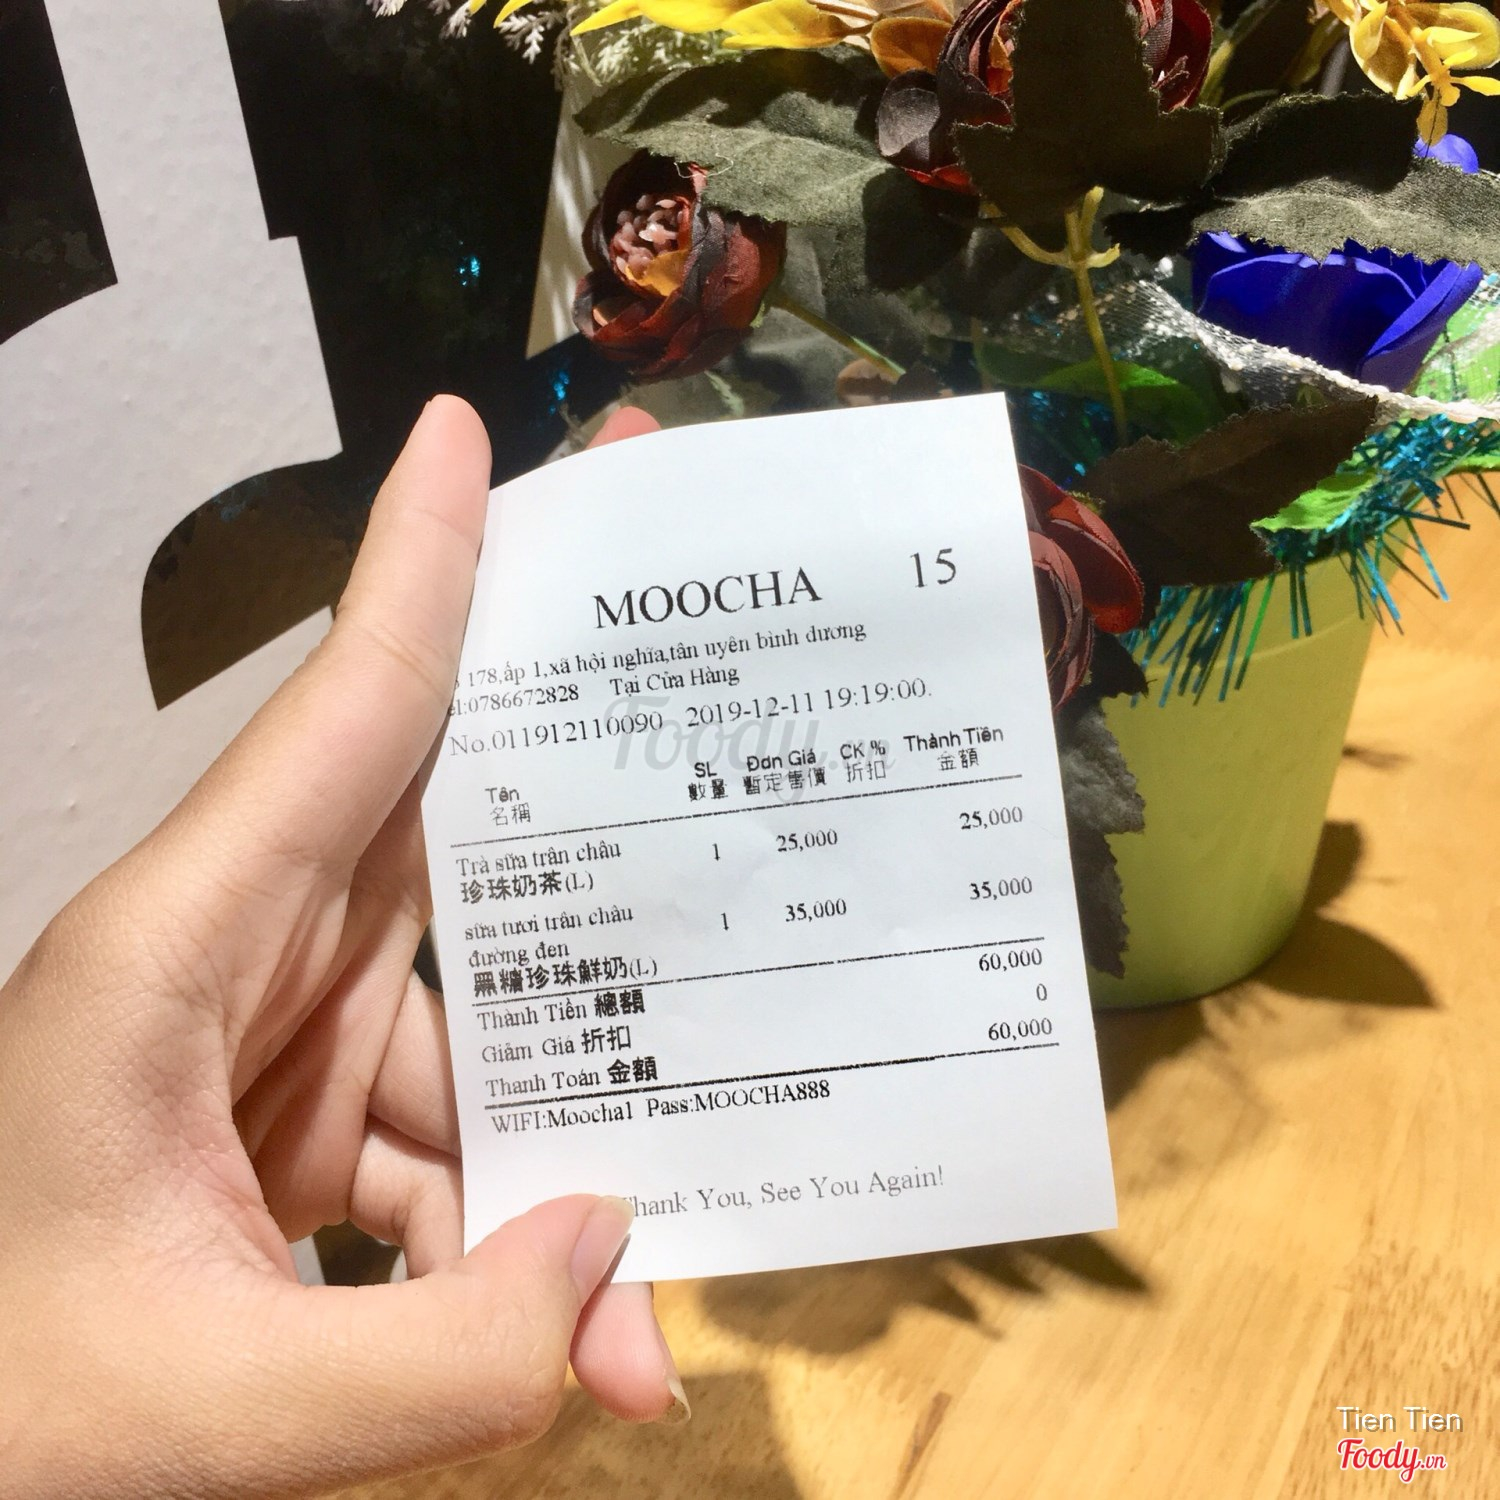 MOOCHA 15
178,ấp 1,xã hội nghĩa,tân uyên bình dương
el:0786672828 Tại Cửa Hàng
No.011912110090 2019-12-11 19:19:00.
Tên SL Đơn Giá CK % Thành Tiền
名稱 數量 暫定售價 折扣 金額
Trà sữa trân châu 1 25,000 25,000
珍珠奶茶(L)
sữa tươi trân châu 1 35,000 35,000
đường đen
黑糖珍珠鮮奶(L)
Thành Tiền 總額 60,000
Giảm Giá 折扣 0
Thanh Toán 金額 60,000
WIFI:Moocha1 Pass:MOOCHA888
Thank You, See You Again!
Foody.vn
Tien Tien
Foody.vn